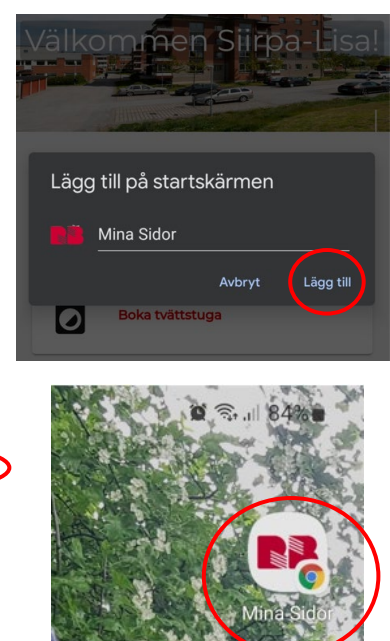 Välkommen Siirpa-Lisa!
Lägg till på startskärmen
Mina Sidor
Avbryt
Lägg till
Boka tvättstuga
84%
Mina Sidor